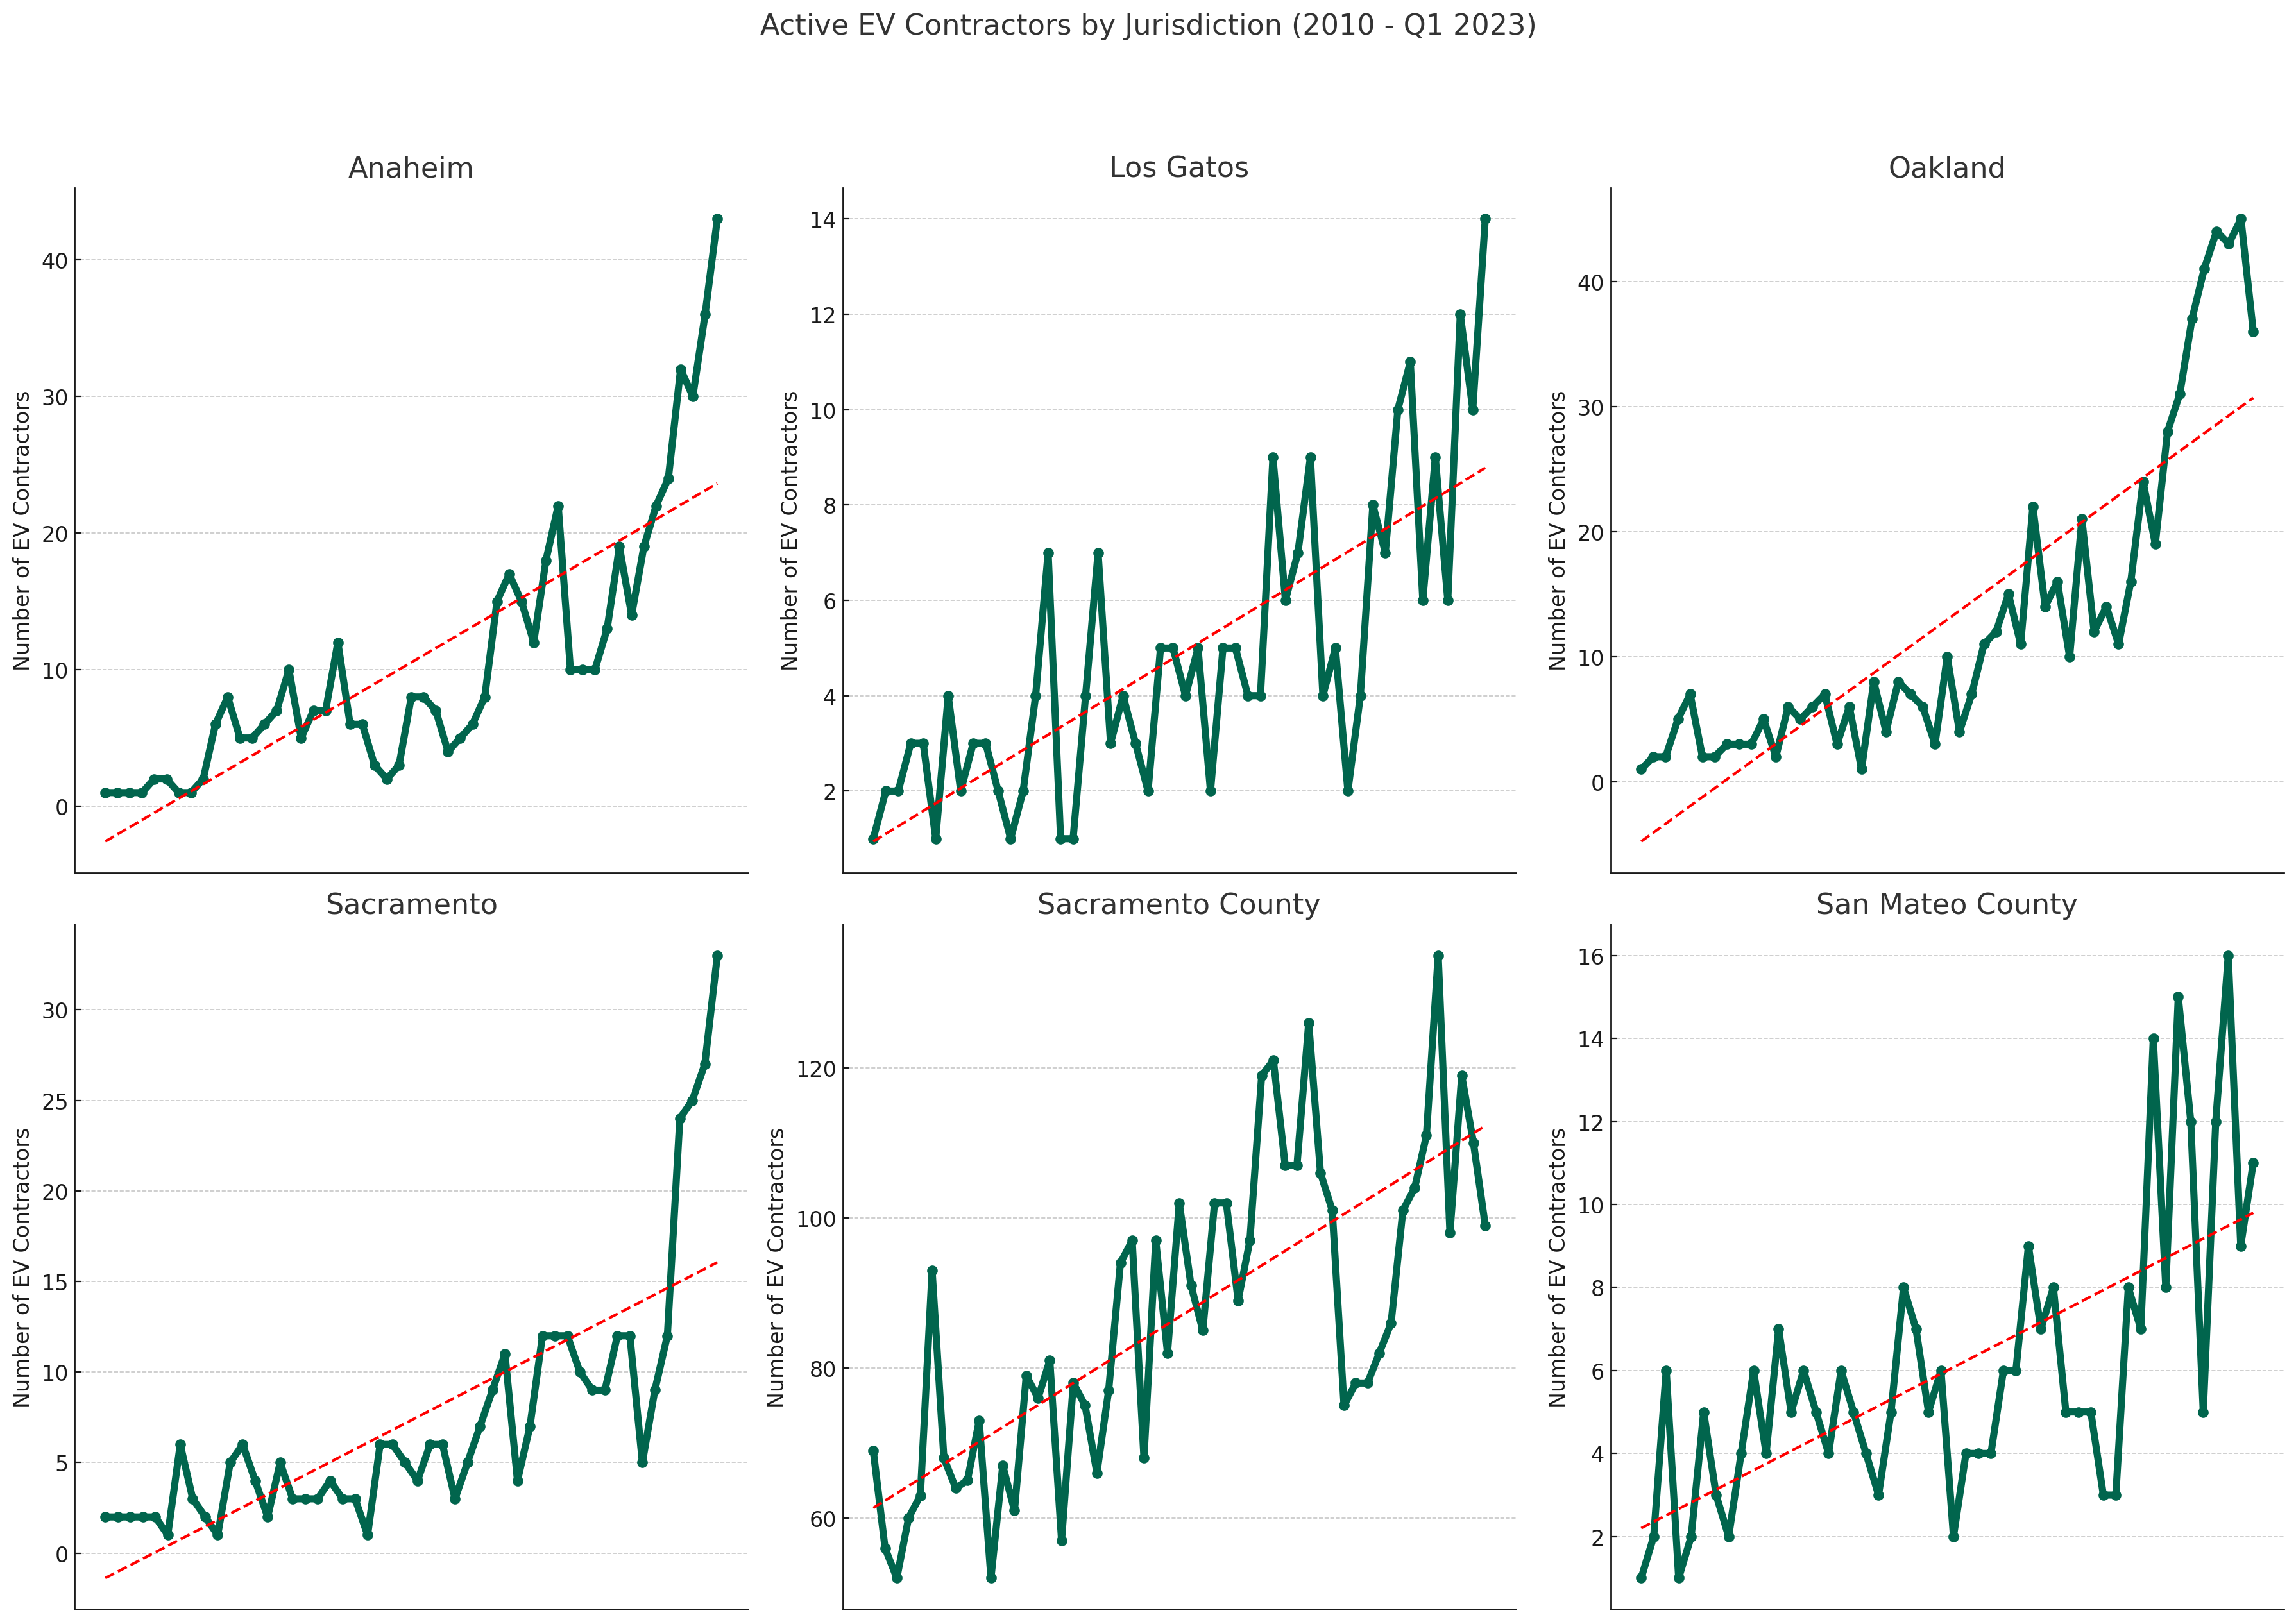 Active EV Contractors by Jurisdiction (2010 - Q1 2023)
Anaheim
Number of EV Contractors
40
30
20
10
0
Los Gatos
Number of EV Contractors
14
12
10
8
6
4
2
Oakland
Number of EV Contractors
40
30
20
10
0
Sacramento
Number of EV Contractors
30
25
20
15
10
5
0
Sacramento County
Number of EV Contractors
120
100
80
60
San Mateo County
Number of EV Contractors
16
14
12
10
8
6
4
2